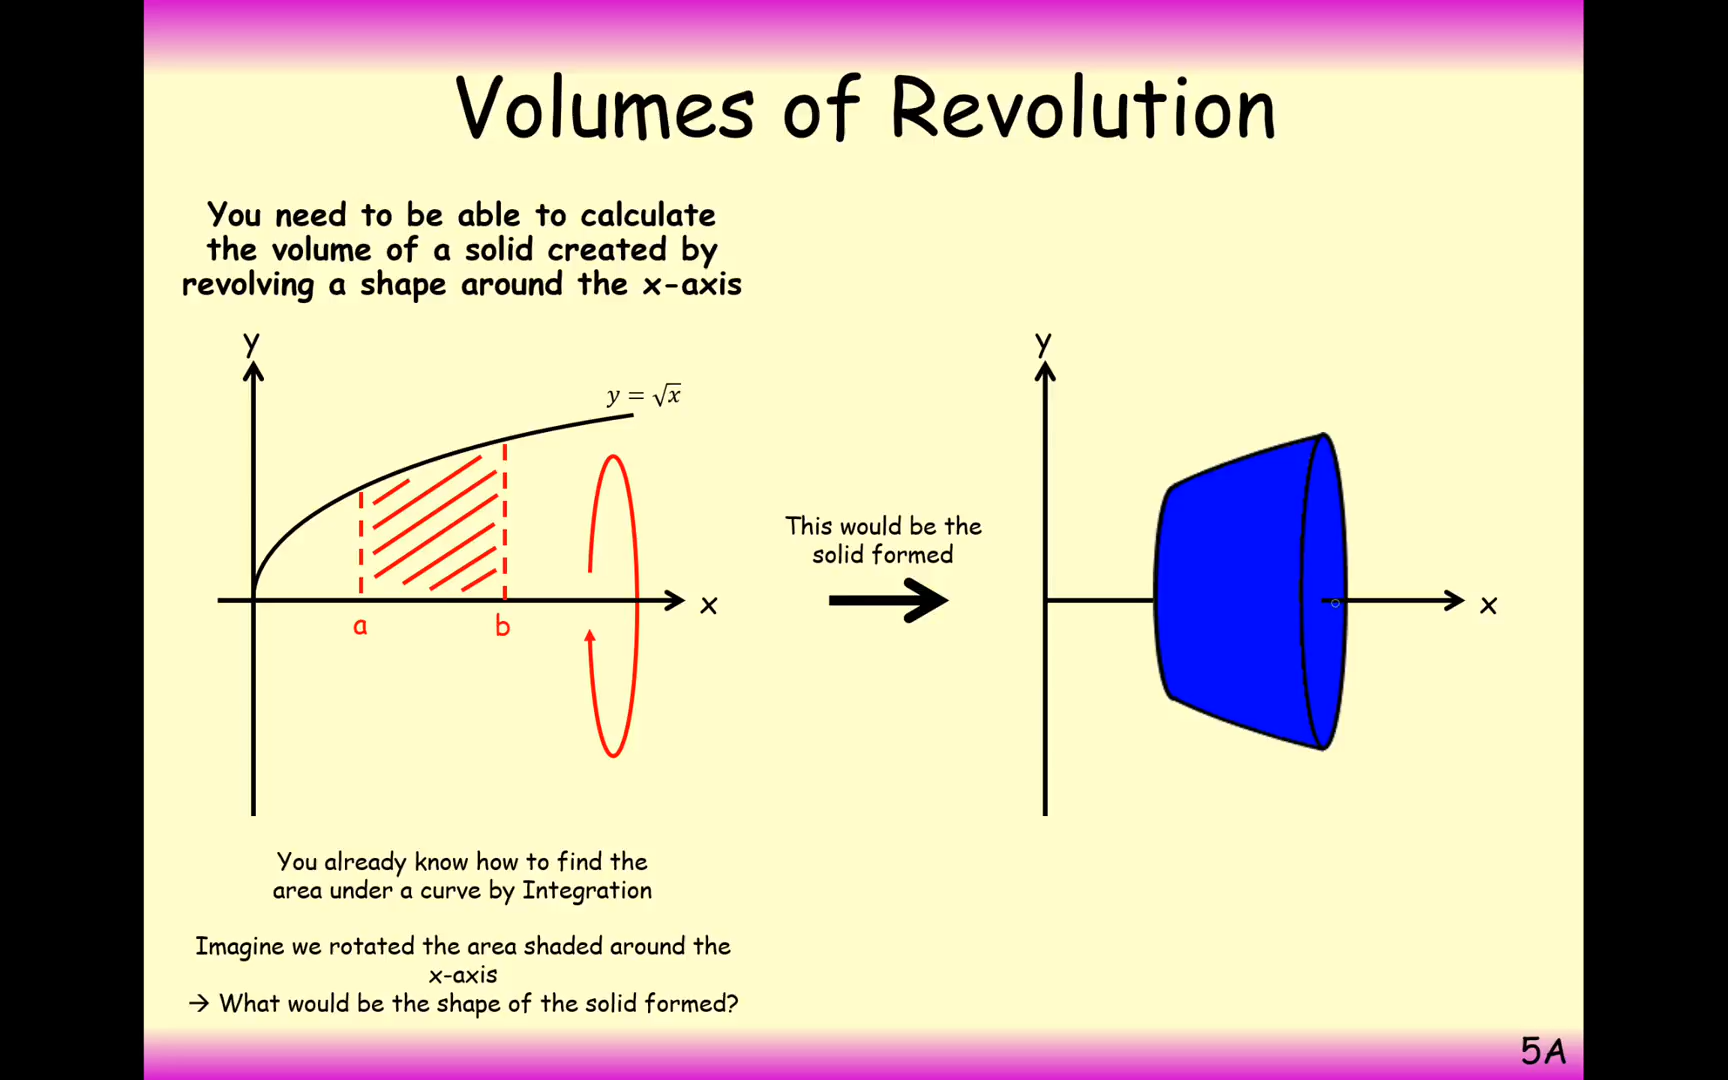 Volumes of Revolution
You need to be able to calculate
the volume of a solid created by
revolving a shape around the x-axis
y
y = √x
a
b
x
This would be the
solid formed
y
x
You already know how to find the
area under a curve by Integration
Imagine we rotated the area shaded around the
x-axis
→ What would be the shape of the solid formed?
5A